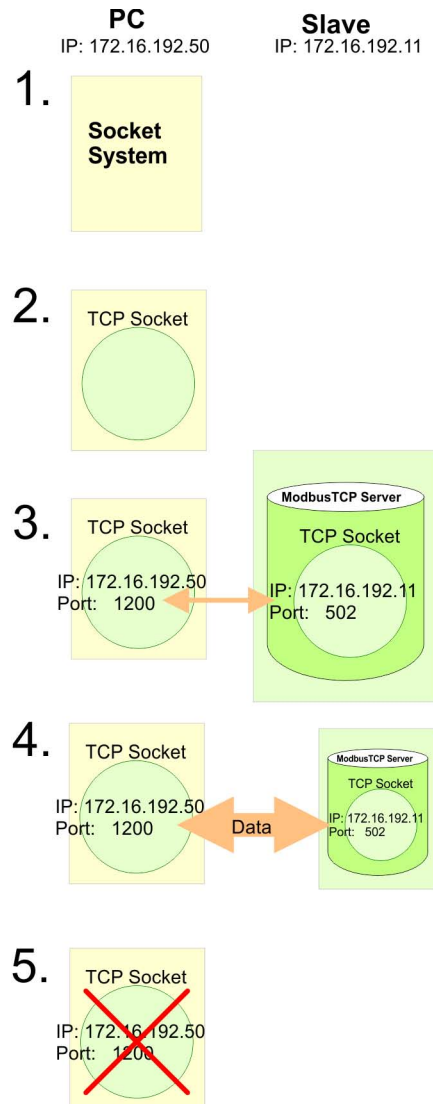 PC
IP: 172.16.192.50
Slave
IP: 172.16.192.11
1.
Socket
System
2.
TCP Socket
3.
TCP Socket
IP: 172.16.192.50
Port: 1200
ModbusTCP Server
TCP Socket
IP: 172.16.192.11
Port: 502
4.
TCP Socket
IP: 172.16.192.50
Port: 1200
Data
ModbusTCP Server
TCP Socket
IP: 172.16.192.11
Port: 502
5.
TCP Socket
IP: 172.16.192.50
Port: 1200